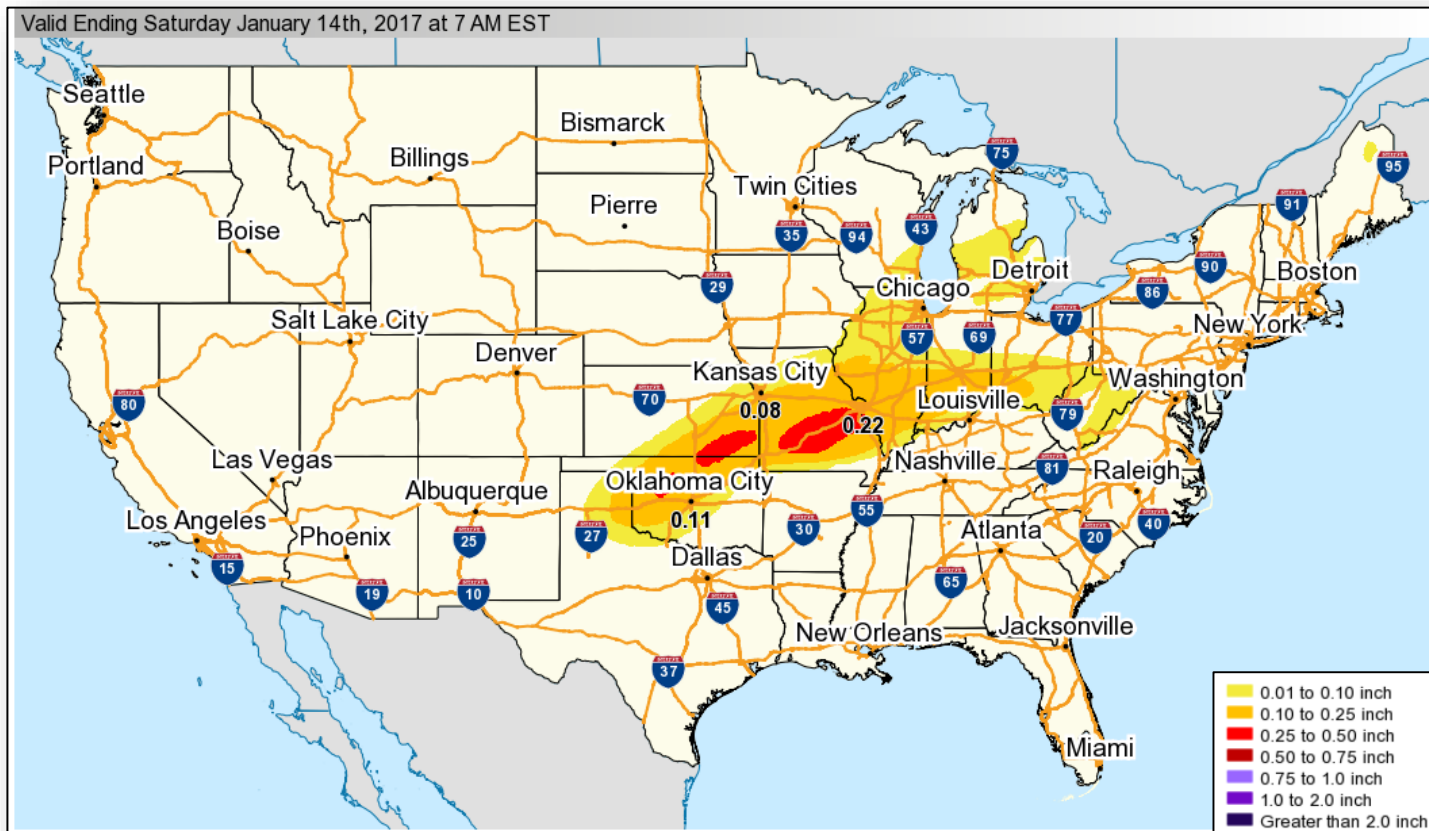 Valid Ending Saturday January 14th, 2017 at 7 AM EST
Seattle
Bismarck
75
Portland
Billings
95
Twin Cities
91
Pierre
Boise
35
94
43
90
Detroit
Boston
29
Chicago
86
Salt Lake City
77
New York
57
69
Denver
Kansas City
Washington
80
70
0.08
Louisville
79
0.22
Las Vegas
Nashville
81
Raleigh
Albuquerque
Oklahoma City
Los Angeles
0.11
55
40
Phoenix
25
27
30
Atlanta
20
15
Dallas
65
19
10
45
New Orleans
Jacksonville
37
Miami
0.01 to 0.10 inch
0.10 to 0.25 inch
0.25 to 0.50 inch
0.50 to 0.75 inch
0.75 to 1.0 inch
1.0 to 2.0 inch
Greater than 2.0 inch